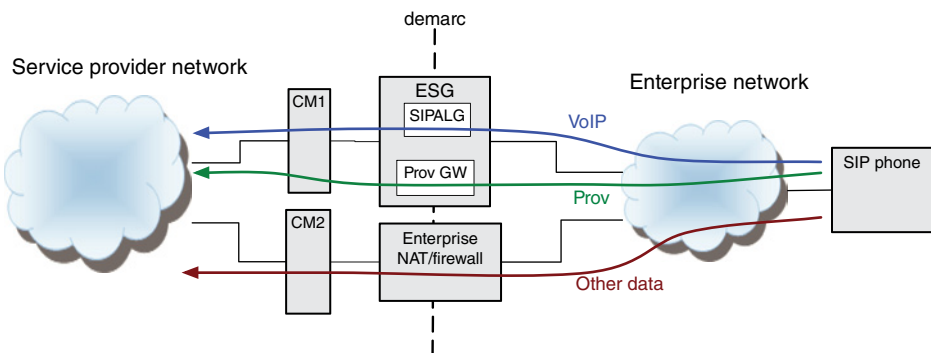 demarc
Service provider network
CM1
ESG
SIPALG
Prov GW
VoIP
Prov
Enterprise network
SIP phone
CM2
Enterprise
NAT/firewall
Other data